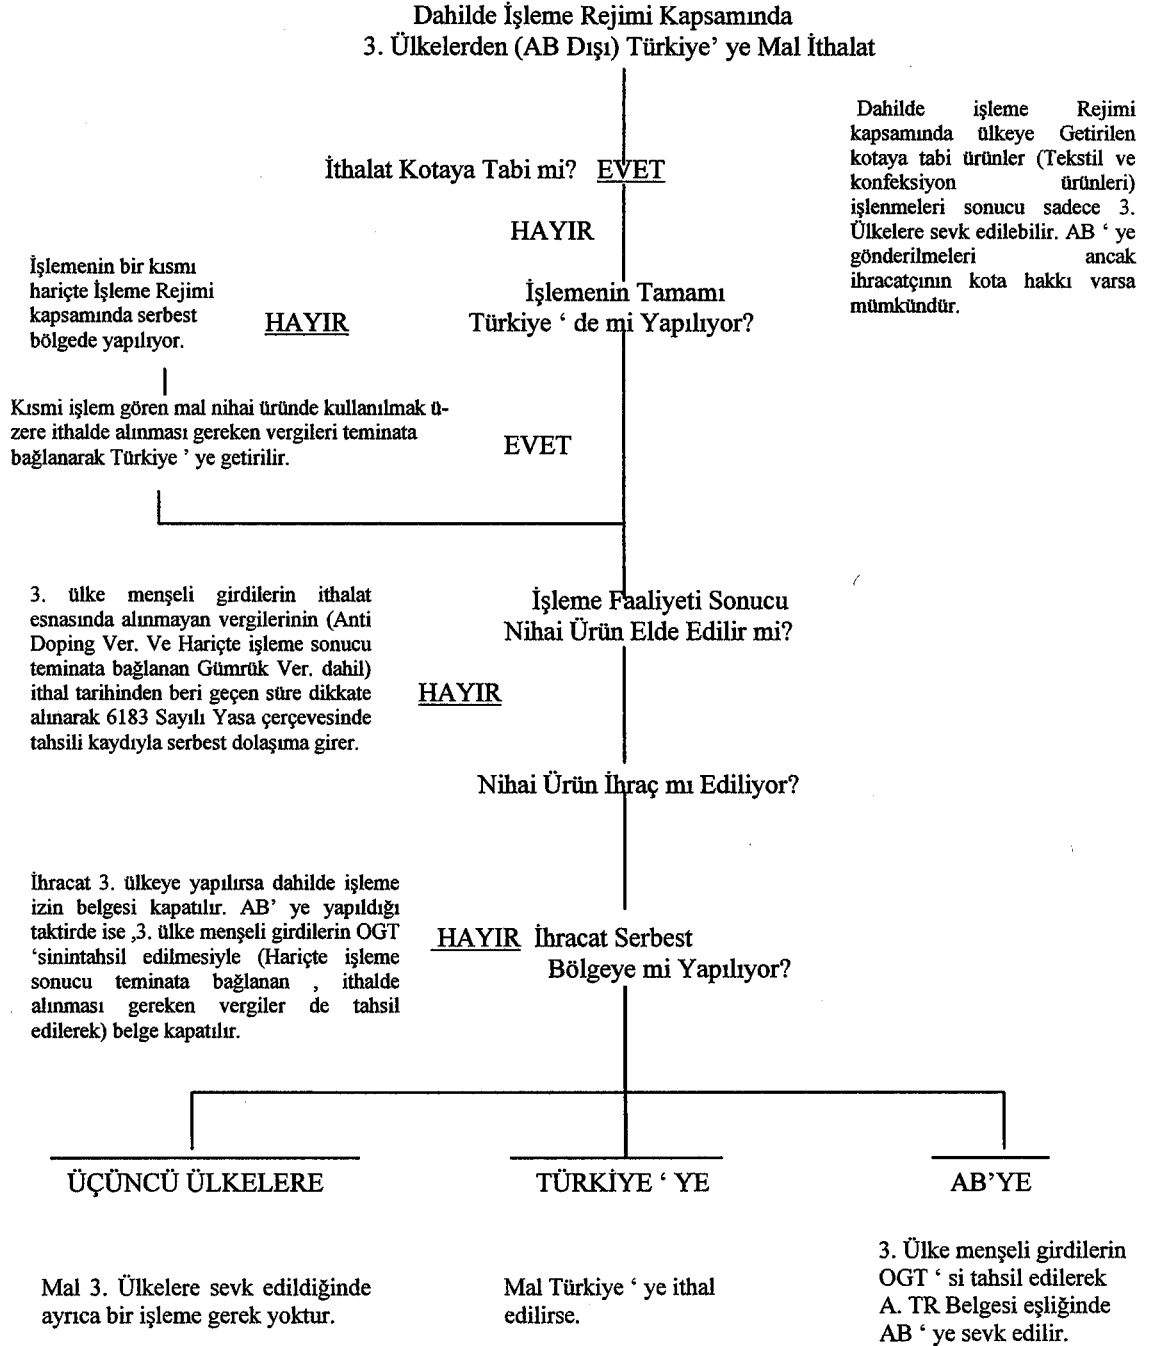 Dahilde İşleme Rejimi Kapsamında
3. Ülkelerden (AB Dışı) Türkiye’ ye Mal İthalat
Dahilde işleme Rejimi
kapsamında ülkeye Getirilen
kotaya tabi ürünler (Tekstil ve
konfeksiyon ürünleri)
işlenmeleri sonucu sadece 3.
Ülkelere sevk edilebilir. AB ‘ ye
gönderilmeleri ancak
ihracatçının kota hakkı varsa
mümkündür.
İthalat Kotaya Tabi mi? EVET
HAYIR
İşlemenin Tamamı
Türkiye ‘ de mi Yapılıyor?
HAYIR
İşlemenin bir kısmı
hariçte İşleme Rejimi
kapsamında serbest
bölgede yapılıyor.
Kısmi işlem gören mal nihai üründe kullanılmak ü-
zere ithalde alınması gereken vergileri teminata
bağlanarak Türkiye ’ ye getirilir.
EVET
İşleme Faaliyeti Sonucu
Nihai Ürün Elde Edilir mi?
3. ülke menşeli girdilerin ithalat
esnasında alınmayan vergilerinin (Anti
Doping Ver. Ve Hariçte işleme sonucu
teminata bağlanan Gümrük Ver. dahil)
ithal tarihinden beri geçen süre dikkate
alınarak 6183 Sayılı Yasa çerçevesinde
tahsili kaydıyla serbest dolaşıma girer.
HAYIR
Nihai Ürün İhraç mı Ediliyor?
İhracat 3. ülkeye yapılırsa dahilde işleme
izin belgesi kapatılır. AB’ ye yapıldığı
taktirde ise ,3. ülke menşeli girdilerin OGT
‘sinintahsil edilmesiyle (Hariçte işleme
sonucu teminata bağlanan , ithalde
alınması gereken vergiler de tahsil
edilerek) belge kapatılır.
HAYIR İhracat Serbest
Bölgeye mi Yapılıyor?
ÜÇÜNCÜ ÜLKELERE
TÜRKİYE ‘ YE
AB’YE
Mal 3. Ülkelere sevk edildiğinde
ayrıca bir işleme gerek yoktur.
Mal Türkiye ‘ ye ithal
edilirse.
3. Ülke menşeli girdilerin
OGT ‘ si tahsil edilerek
A. TR Belgesi eşliğinde
AB ‘ ye sevk edilir.